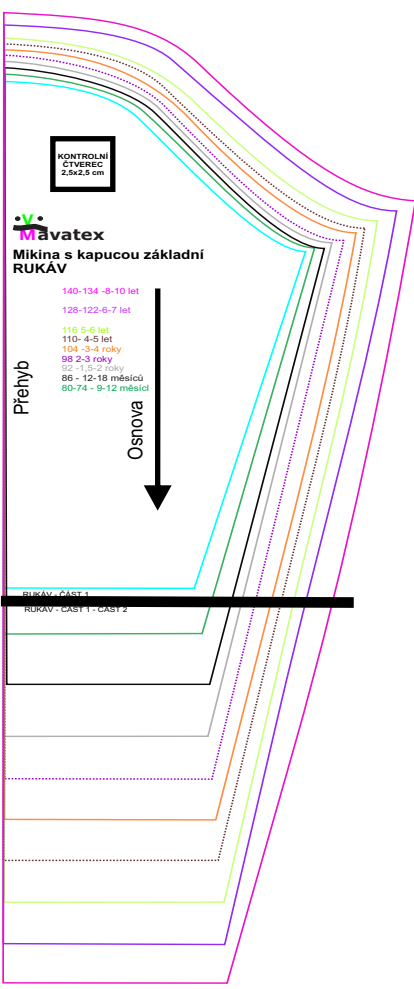 KONTROLNÍ
ČTVEREC
2,5x2,5 cm
Mavatex
Mikina s kapucou základní
RUKÁV
140-134 -8-10 let
128-122-6-7 let
116 5-6 let
110- 4-5 let
104 -3-4 roky
98 2-3 roky
92 -1,5-2 roky
86 - 12-18 měsíců
80-74 - 9-12 měsící
Přehyb
Osnova
RUKÁV - ČÁST 1
RUKÁV - ČÁST 1 - ČÁST 2